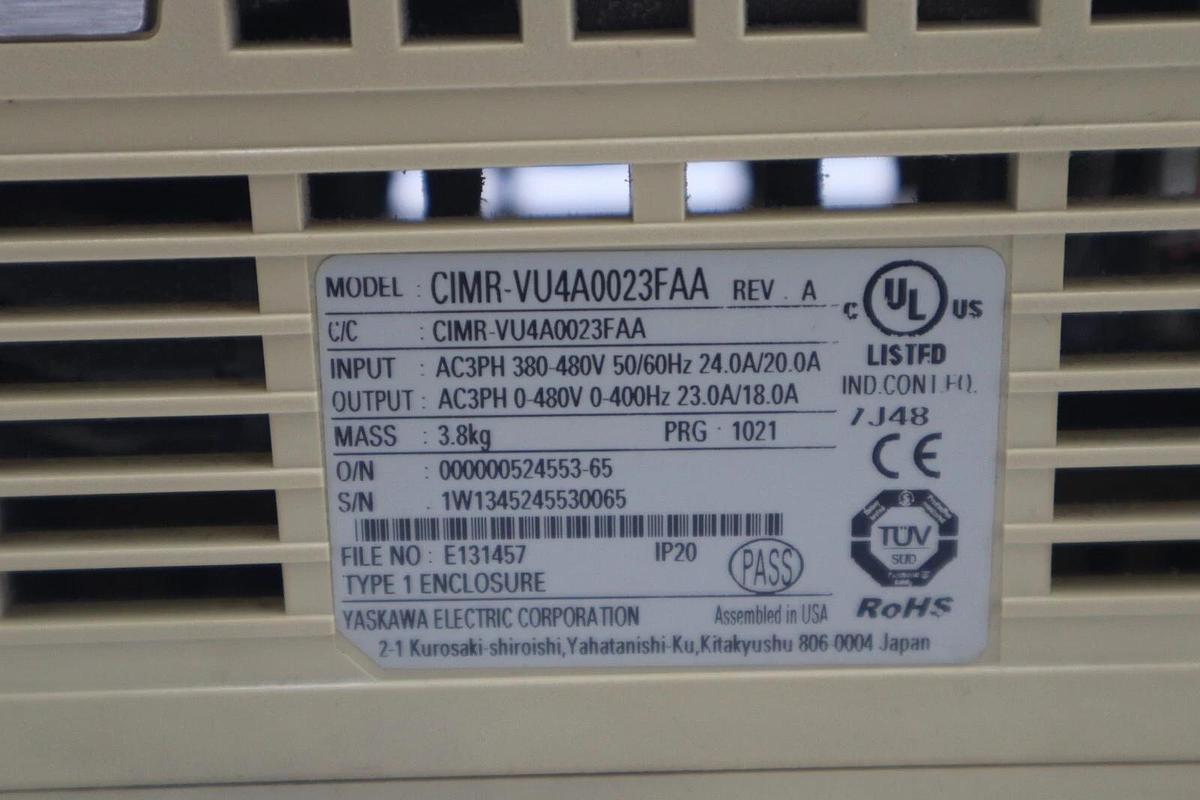 MODEL : CIMR-VU4A0023FAA REV . A
C/C : CIMR-VU4A0023FAA
INPUT : AC3PH 380-480V 50/60Hz 24.0A/20.0A
OUTPUT : AC3PH 0-480V 0-400Hz 23.0A/18.0A
MASS : 3.8kg PRG : 1021
O/N : 000000524553-65
S/N : 1W1345245530065
FILE NO : E131457 IP20
TYPE 1 ENCLOSURE
PASS
YASKAWA ELECTRIC CORPORATION Assembled in USA
2-1 Kurosaki-shiroishi,Yahatanishi-Ku,Kitakyushu 806-0004 Japan
C UL US
LISTED
IND.CONT.EQ.
7J48
CE
TÜV
SÜD
RoHS